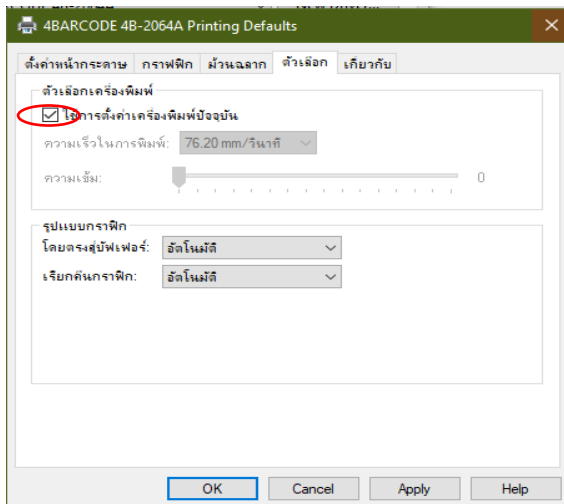 4BARCODE 4B-2064A Printing Defaults
ตั้งค่าหน้ากระดาษ กราฟฟิก ม้วนฉลาก ตัวเลือก เกี่ยวกับ
ตัวเลือกเครื่องพิมพ์
ใช้การตั้งค่าเครื่องพิมพ์ปัจจุบัน
ความเร็วในการพิมพ์: 76.20 mm/วินาที
ความเข้ม: 0
รูปแบบกราฟิก
โดยตรงสู่บัฟเฟอร์: อัตโนมัติ
เรียกคืนกราฟิก: อัตโนมัติ
OK Cancel Apply Help